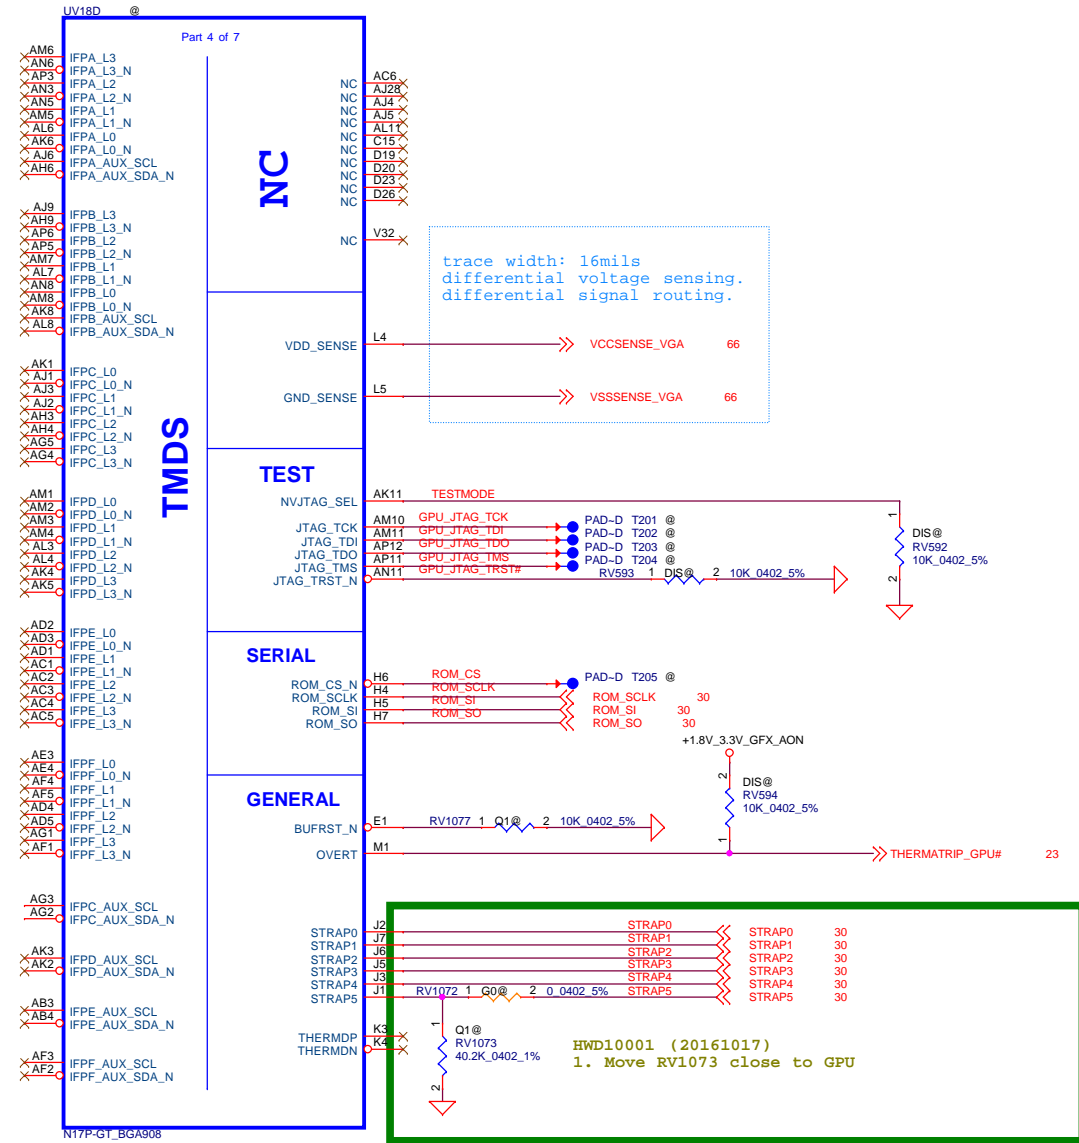 UV18D @
Part 4 of 7
AM6 IFPA_L3
AN6 IFPA_L3_N
AP3 IFPA_L2
AN3 IFPA_L2_N
AN5 IFPA_L1
AM5 IFPA_L1_N
AL6 IFPA_L0
AK6 IFPA_L0_N
AJ6 IFPA_AUX_SCL
AH6 IFPA_AUX_SDA_N
AJ9 IFPB_L3
AH9 IFPB_L3_N
AP6 IFPB_L2
AP5 IFPB_L2_N
AM7 IFPB_L1
AL7 IFPB_L1_N
AN8 IFPB_L0
AM8 IFPB_L0_N
AK8 IFPB_AUX_SCL
AL8 IFPB_AUX_SDA_N
AK1 IFPC_L0
AJ1 IFPC_L0_N
AJ3 IFPC_L1
AJ2 IFPC_L1_N
AH3 IFPC_L2
AH4 IFPC_L2_N
AG5 IFPC_L3
AG4 IFPC_L3_N
AM1 IFPD_L0
AM2 IFPD_L0_N
AM3 IFPD_L1
AM4 IFPD_L1_N
AL3 IFPD_L2
AL4 IFPD_L2_N
AK4 IFPD_L3
AK5 IFPD_L3_N
AD2 IFPE_L0
AD3 IFPE_L0_N
AD1 IFPE_L1
AC1 IFPE_L1_N
AC2 IFPE_L2
AC3 IFPE_L2_N
AC4 IFPE_L3
AC5 IFPE_L3_N
AE3 IFPF_L0
AE4 IFPF_L0_N
AF4 IFPF_L1
AF5 IFPF_L1_N
AD4 IFPF_L2
AD5 IFPF_L2_N
AG1 IFPF_L3
AF1 IFPF_L3_N
AG3 IFPC_AUX_SCL
AG2 IFPC_AUX_SDA_N
AK3 IFPD_AUX_SCL
AK2 IFPD_AUX_SDA_N
AB3 IFPE_AUX_SCL
AB4 IFPE_AUX_SDA_N
AF3 IFPF_AUX_SCL
AF2 IFPF_AUX_SDA_N
TMDS
NC
NC AC6
NC AJ28
NC AJ4
NC AJ5
NC AL11
NC C15
NC D19
NC D20
NC D23
NC D26
NC V32
trace width: 16mils
differential voltage sensing.
differential signal routing.
VDD_SENSE L4 VCCSENSE_VGA 66
GND_SENSE L5 VSSSENSE_VGA 66
TEST
NVJTAG_SEL AK11 TESTMODE
JTAG_TCK AM10 GPU_JTAG_TCK PAD~D T201 @
JTAG_TDI AM11 GPU_JTAG_TDI PAD~D T202 @
JTAG_TDO AP12 GPU_JTAG_TDO PAD~D T203 @
JTAG_TMS AP11 GPU_JTAG_TMS PAD~D T204 @
JTAG_TRST_N AN11 GPU_JTAG_TRST# RV593 1 DIS@ 2 10K_0402_5%
1
DIS@
RV592
10K_0402_5%
2
SERIAL
ROM_CS_N H6 ROM_CS PAD~D T205 @
ROM_SCLK H4 ROM_SCLK ROM_SCLK 30
ROM_SI H5 ROM_SI ROM_SI 30
ROM_SO H7 ROM_SO ROM_SO 30
+1.8V_3.3V_GFX_AON
2
DIS@
RV594
10K_0402_5%
1
GENERAL
BUFRST_N E1 RV1077 1 Q1@ 2 10K_0402_5%
OVERT M1 THERMATRIP_GPU# 23
STRAP0 J2 STRAP0 STRAP0 30
STRAP1 J7 STRAP1 STRAP1 30
STRAP2 J6 STRAP2 STRAP2 30
STRAP3 J5 STRAP3 STRAP3 30
STRAP4 J3 STRAP4 STRAP4 30
STRAP5 J1 RV1072 1 G0@ 2 0_0402_5% STRAP5 STRAP5 30
THERMDP K3
THERMDN K4
1
Q1@
RV1073
40.2K_0402_1%
2
HWD10001 (20161017)
1. Move RV1073 close to GPU
N17P-GT_BGA908